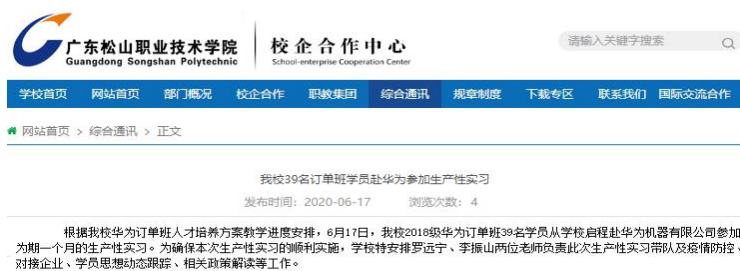 广东松山职业技术学院
Guangdong Songshan Polytechnic
校企合作中心
School-enterprise Cooperation Center
请输入关键字搜索
学校首页 网站首页 部门概况 校企合作 职教集团 综合通讯 规章制度 下载专区 联系我们 国际交流合作
网站首页 > 综合通讯 > 正文
我校39名订单班学员赴华为参加生产性实习
发布时间：2020-06-17 浏览次数：4
根据我校华为订单班人才培养方案教学进度安排，6月17日，我校2018级华为订单班39名学员从学校启程赴华为机器有限公司参加
为期一个月的生产性实习。为确保本次生产性实习的顺利实施，学校特安排罗远宁、李振山两位老师负责此次生产性实习带队及疫情防控、
对接企业、学员思想动态跟踪、相关政策解读等工作。